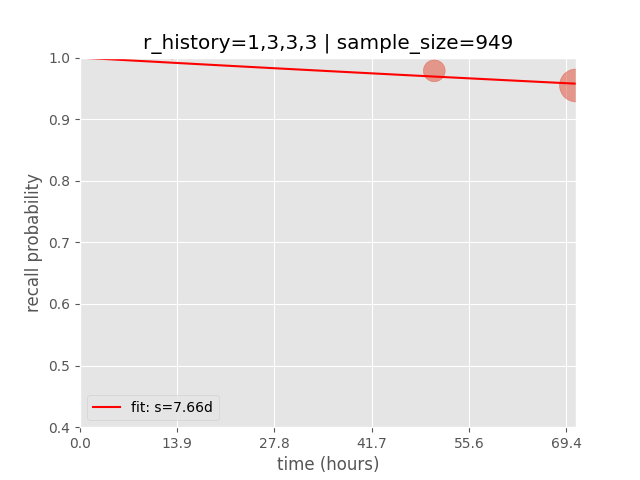 r_history=1,3,3,3 | sample_size=949
1.0
0.9
0.8
0.7
0.6
0.5
0.4
recall probability
fit: s=7.66d
0.0 13.9 27.8 41.7 55.6 69.4
time (hours)